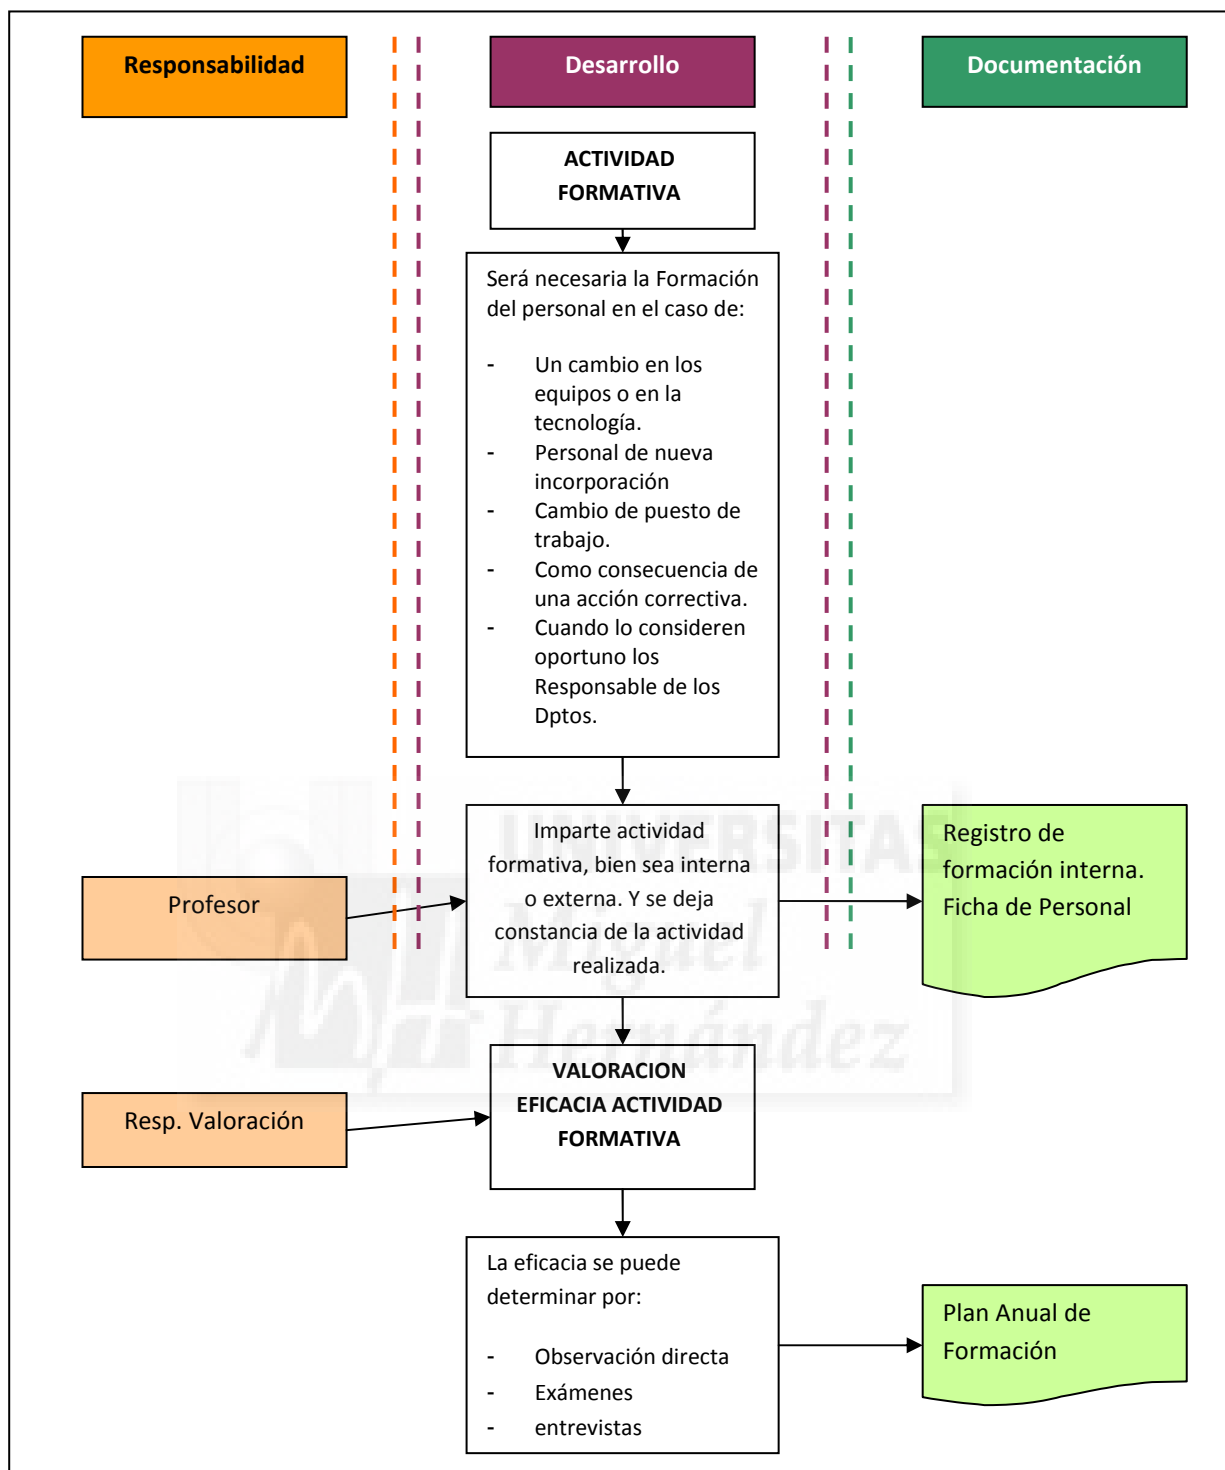 Responsabilidad
Desarrollo
Documentación
ACTIVIDAD
FORMATIVA
Será necesaria la Formación
del personal en el caso de:
- Un cambio en los
equipos o en la
tecnología.
- Personal de nueva
incorporación
- Cambio de puesto de
trabajo.
- Como consecuencia de
una acción correctiva.
- Cuando lo consideren
oportuno los
Responsable de los
Dptos.
Profesor
Imparte actividad
formativa, bien sea interna
o externa. Y se deja
constancia de la actividad
realizada.
Registro de
formación interna.
Ficha de Personal
UNIVERSITAS
Miguel
Hernández
Resp. Valoración
VALORACION
EFICACIA ACTIVIDAD
FORMATIVA
La eficacia se puede
determinar por:
- Observación directa
- Exámenes
- entrevistas
Plan Anual de
Formación